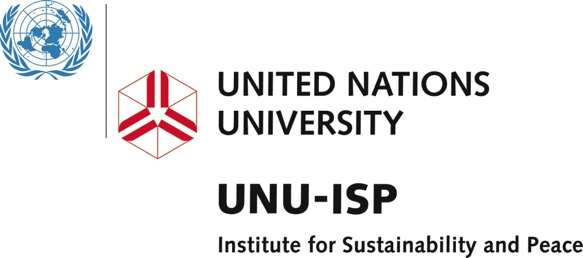 UNITED NATIONS
UNIVERSITY
UNU-ISP
Institute for Sustainability and Peace